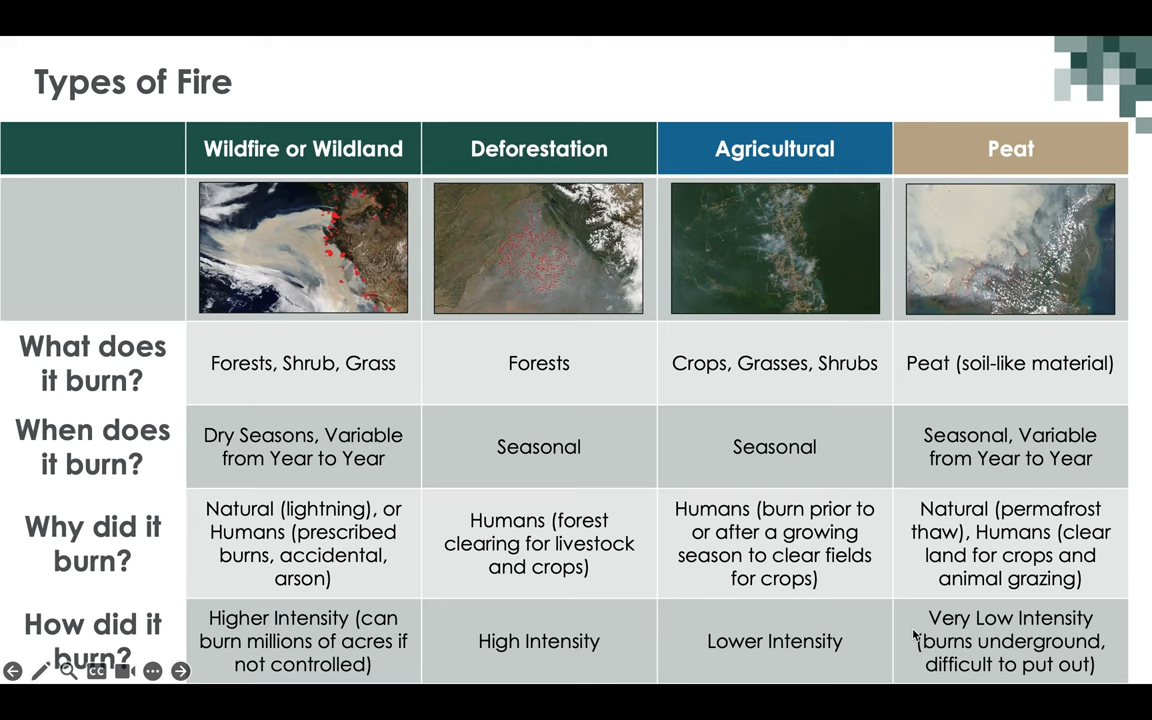 Types of Fire
Wildfire or Wildland
Deforestation
Agricultural
Peat
What does
it burn?
Forests, Shrub, Grass
Forests
Crops, Grasses, Shrubs
Peat (soil-like material)
When does
it burn?
Dry Seasons, Variable
from Year to Year
Seasonal
Seasonal
Seasonal, Variable
from Year to Year
Why did it
burn?
Natural (lightning), or
Humans (prescribed
burns, accidental,
arson)
Humans (forest
clearing for livestock
and crops)
Humans (burn prior to
or after a growing
season to clear fields
for crops)
Natural (permafrost
thaw), Humans (clear
land for crops and
animal grazing)
How did it
burn?
Higher Intensity (can
burn millions of acres if
not controlled)
High Intensity
Lower Intensity
Very Low Intensity
(burns underground,
difficult to put out)
CC